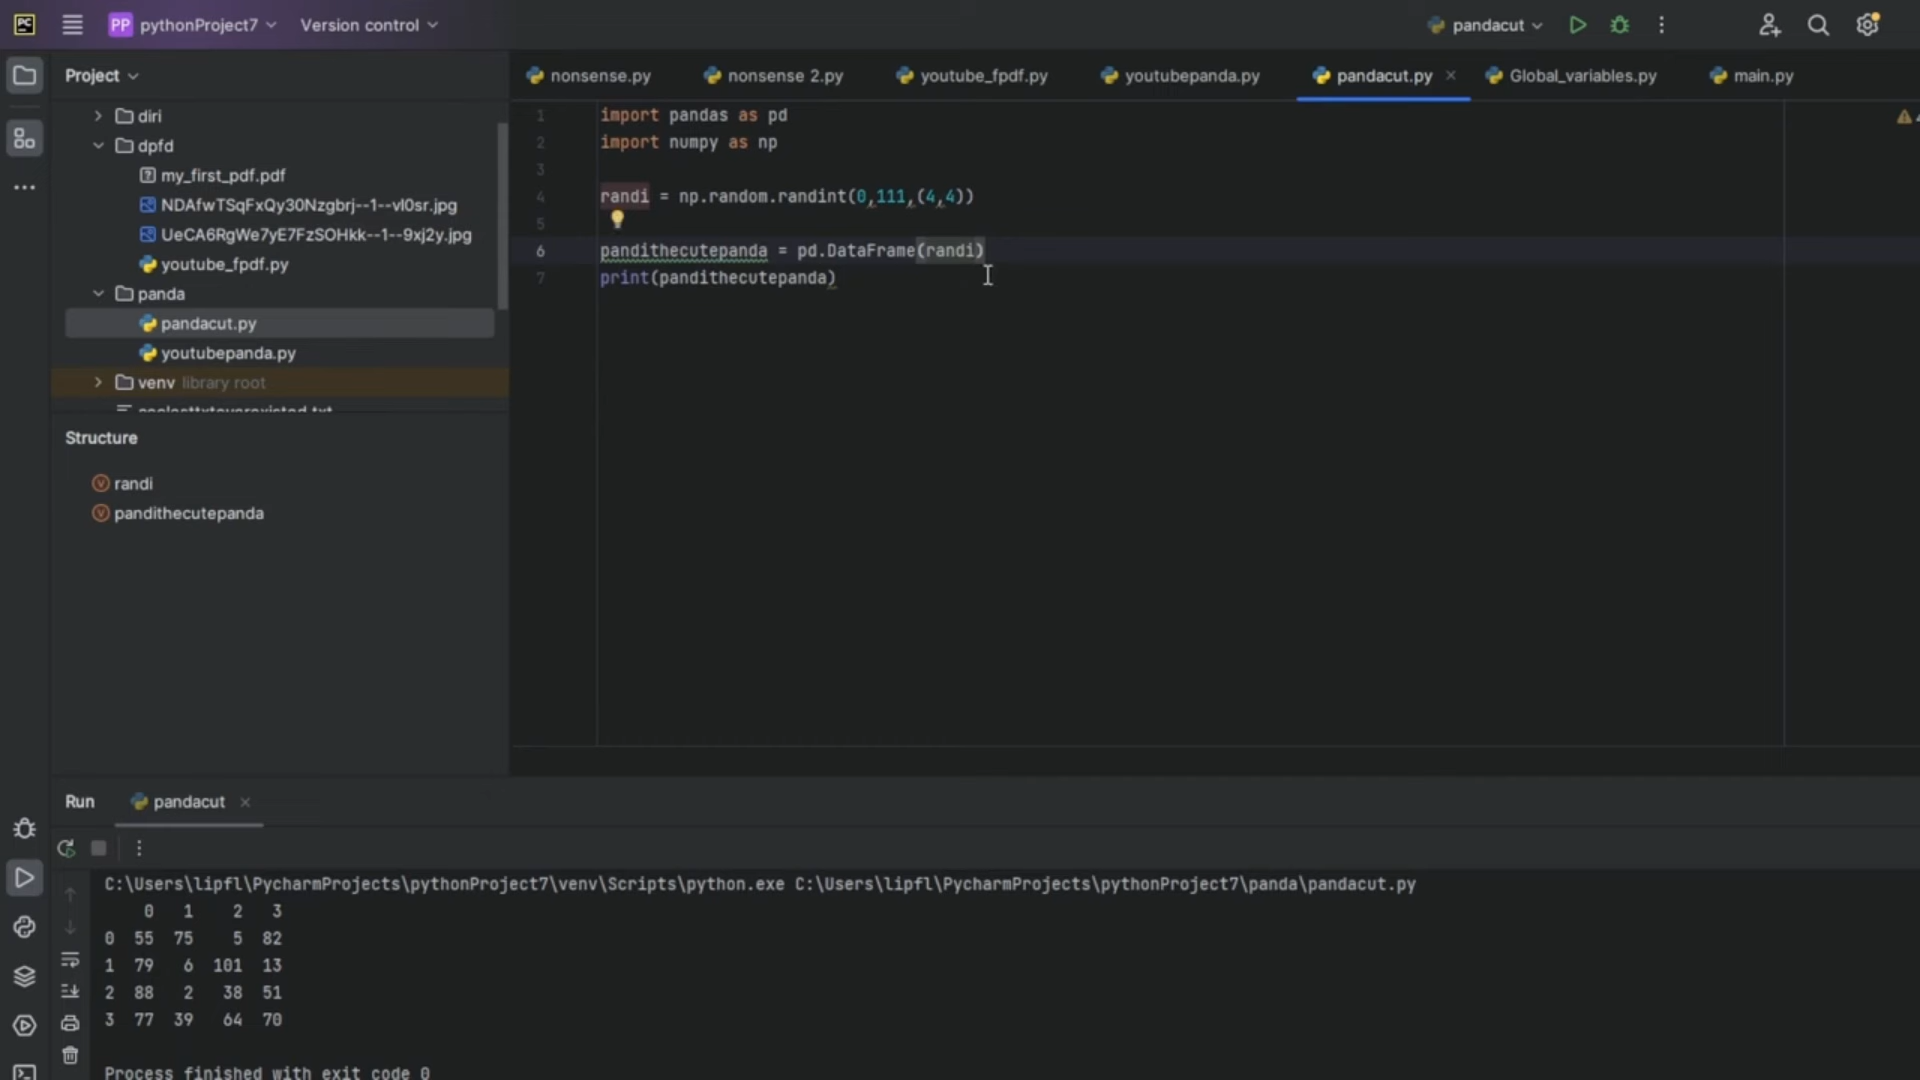 PC PP pythonProject7 Version control pandacut
Project
nonsense.py nonsense 2.py youtube_fpdf.py youtubepanda.py pandacut.py Global_variables.py main.py
diri
dpfd
my_first_pdf.pdf
NDAfwTSqFxQy30Nzgbrj--1--vl0sr.jpg
UeCA6RgWe7yE7FzSOHkk--1--9xj2y.jpg
youtube_fpdf.py
panda
pandacut.py
youtubepanda.py
venv library root
1 import pandas as pd
2 import numpy as np
3
4 randi = np.random.randint(0,111,(4,4))
5
6 pandithecutepanda = pd.DataFrame(randi)
7 print(pandithecutepanda)
Structure
randi
pandithecutepanda
Run pandacut
C:\Users\lipfl\PycharmProjects\pythonProject7\venv\Scripts\python.exe C:\Users\lipfl\PycharmProjects\pythonProject7\panda\pandacut.py
0 1 2 3
0 55 75 5 82
1 79 6 101 13
2 88 2 38 51
3 77 39 64 70
Process finished with exit code 0